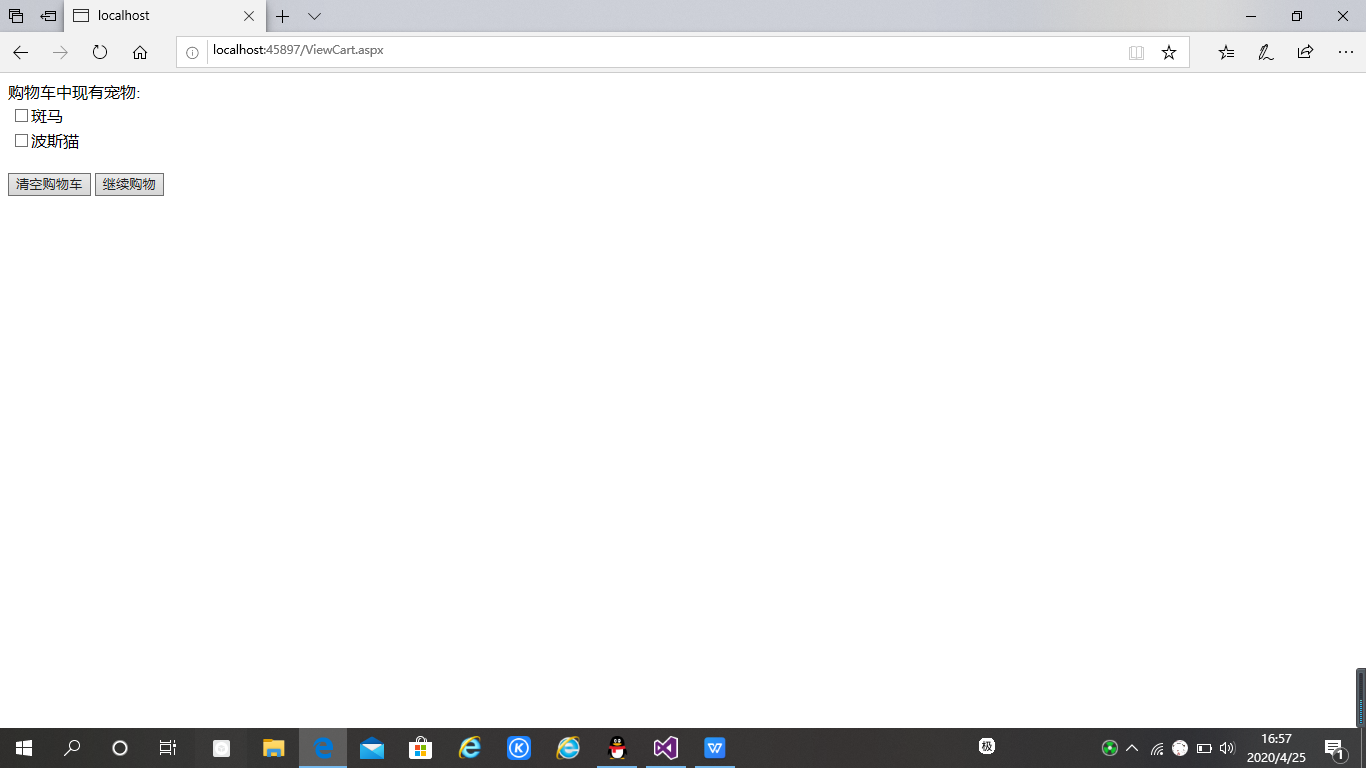 localhost
localhost:45897/ViewCart.aspx
购物车中现有宠物:
斑马
波斯猫
清空购物车 继续购物
极
16:57
2020/4/25
1